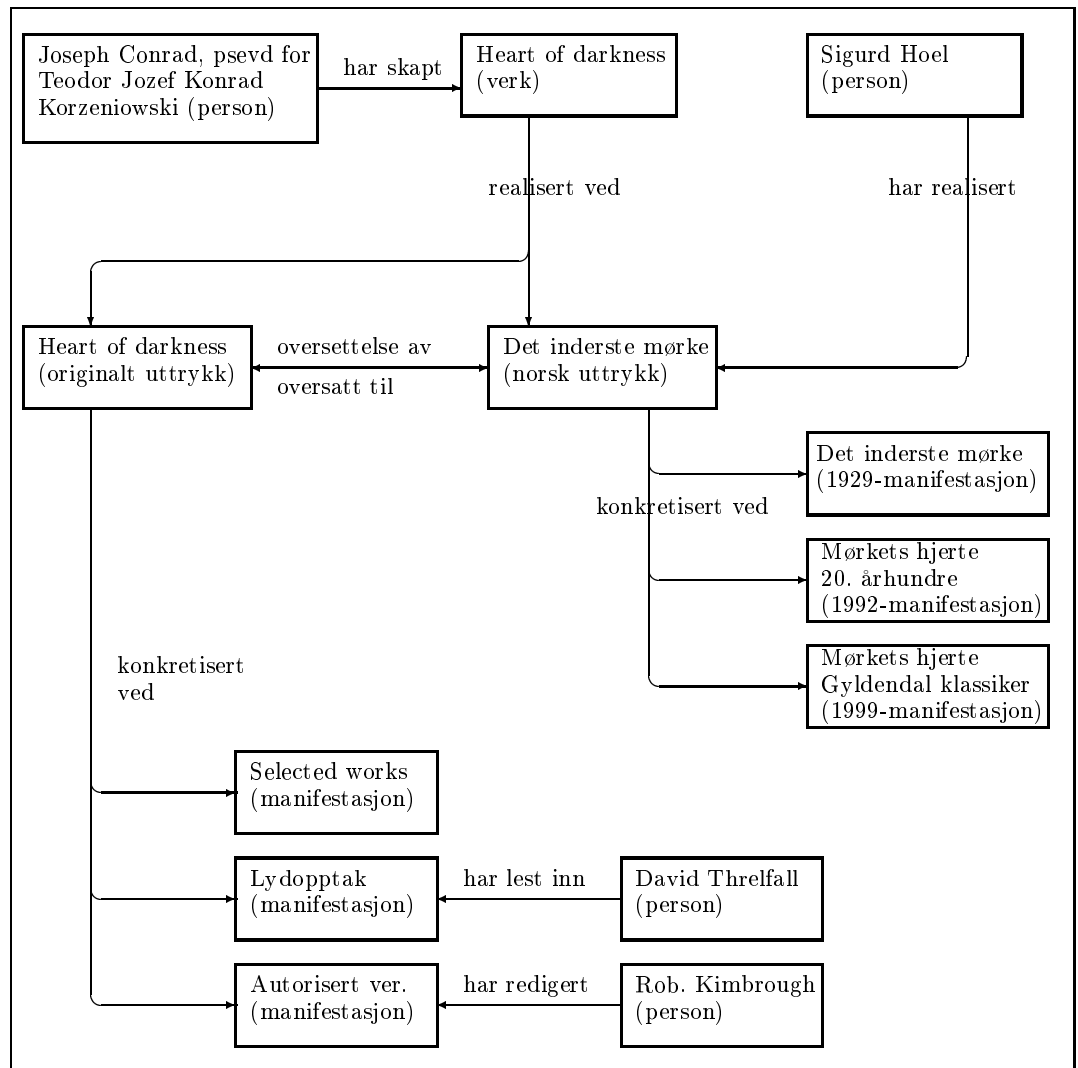 Joseph Conrad, psevd for
Teodor Jozef Konrad
Korzeniowski (person)
har skapt
Heart of darkness
(verk)
Sigurd Hoel
(person)
realisert ved
har realisert
Heart of darkness
(originalt uttrykk)
oversettelse av
oversatt til
Det inderste mørke
(norsk uttrykk)
Det inderste mørke
(1929-manifestasjon)
konkretisert ved
Mørkets hjerte
20. århundre
(1992-manifestasjon)
Mørkets hjerte
Gyldendal klassiker
(1999-manifestasjon)
konkretisert
ved
Selected works
(manifestasjon)
Lydopptak
(manifestasjon)
har lest inn
David Threlfall
(person)
Autorisert ver.
(manifestasjon)
har redigert
Rob. Kimbrough
(person)